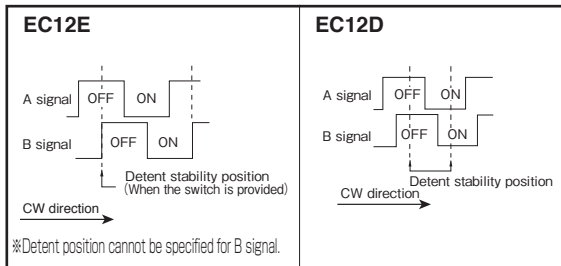 EC12E
A signal
OFF
ON
B signal
OFF
ON
Detent stability position
(When the switch is provided)
CW direction
※Detent position cannot be specified for B signal.
EC12D
A signal
OFF
ON
B signal
OFF
ON
Detent stability position
CW direction